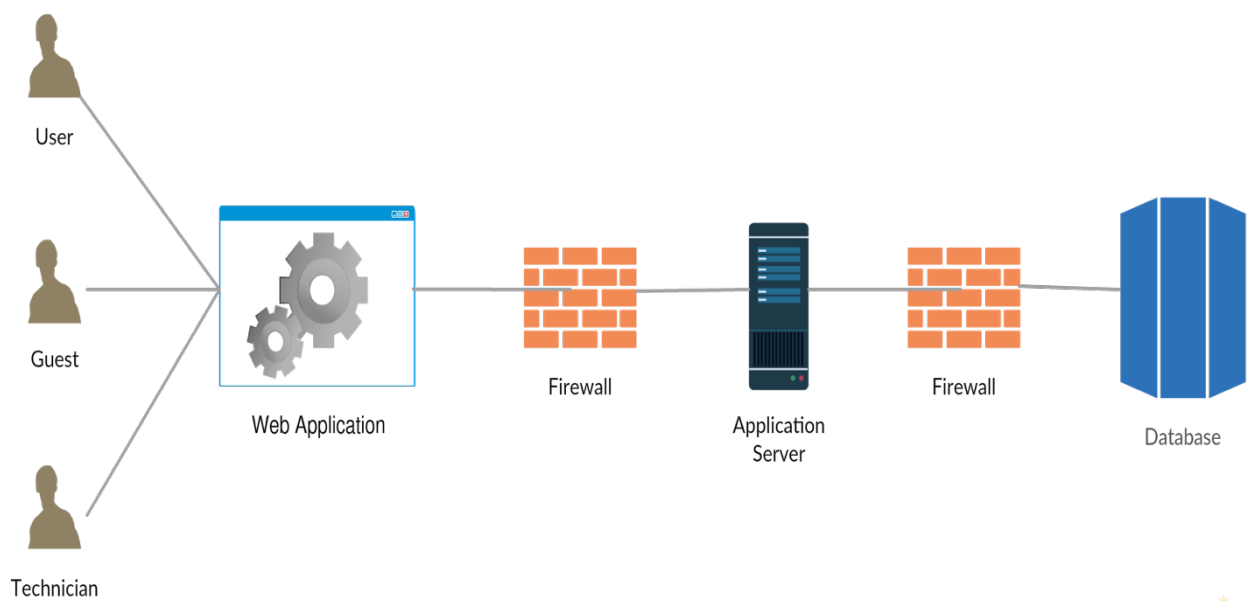 User
Guest
Technician
Web Application
Firewall
Application
Server
Firewall
Database